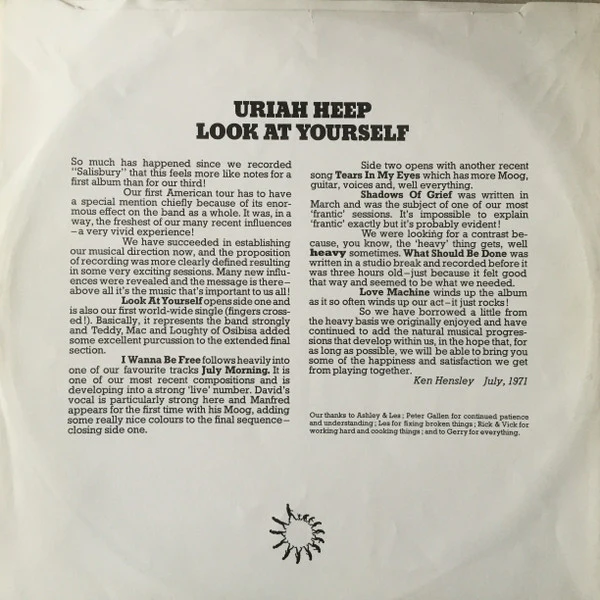 URIAH HEEP
LOOK AT YOURSELF
So much has happened since we recorded
"Salisbury" that this feels more like notes for a
first album than for our third!
Our first American tour has to have
a special mention chiefly because of its enor-
mous effect on the band as a whole. It was, in a
way, the freshest of our many recent influences
—a very vivid experience!
We have succeeded in establishing
our musical direction now, and the proposition
of recording was more clearly defined resulting
in some very exciting sessions. Many new influ-
ences were revealed and the message is there—
above all it's the music that's important to us all!
Look At Yourself opens side one and
is also our first world-wide single (fingers cross-
ed!). Basically, it represents the band strongly
and Teddy, Mac and Loughty of Osibisa added
some excellent percussion to the extended final
section.
I Wanna Be Free follows heavily into
one of our favourite tracks July Morning. It is
one of our most recent compositions and is
developing into a strong 'live' number. David's
vocal is particularly strong here and Manfred
appears for the first time with his Moog, adding
some really nice colours to the final sequence—
closing side one.
Side two opens with another recent
song Tears In My Eyes which has more Moog,
guitar, voices and, well everything.
Shadows Of Grief was written in
March and was the subject of one of our most
'frantic' sessions. It's impossible to explain
'frantic' exactly but it's probably evident!
We were looking for a contrast be-
cause, you know, the 'heavy' thing gets, well
heavy sometimes. What Should Be Done was
written in a studio break and recorded before it
was three hours old—just because it felt good
that way and seemed to be what we needed.
Love Machine winds up the album
as it so often winds up our act—it just rocks!
So we have borrowed a little from
the heavy basis we originally enjoyed and have
continued to add the natural musical progres-
sions that develop within us, in the hope that, for
as long as possible, we will be able to bring you
some of the happiness and satisfaction we get
from playing together.
Ken Hensley July, 1971
Our thanks to Ashley & Les; Peter Gallen for continued patience
and understanding; Les for fixing broken things; Rick & Vick for
working hard and cooking things; and to Gerry for everything.